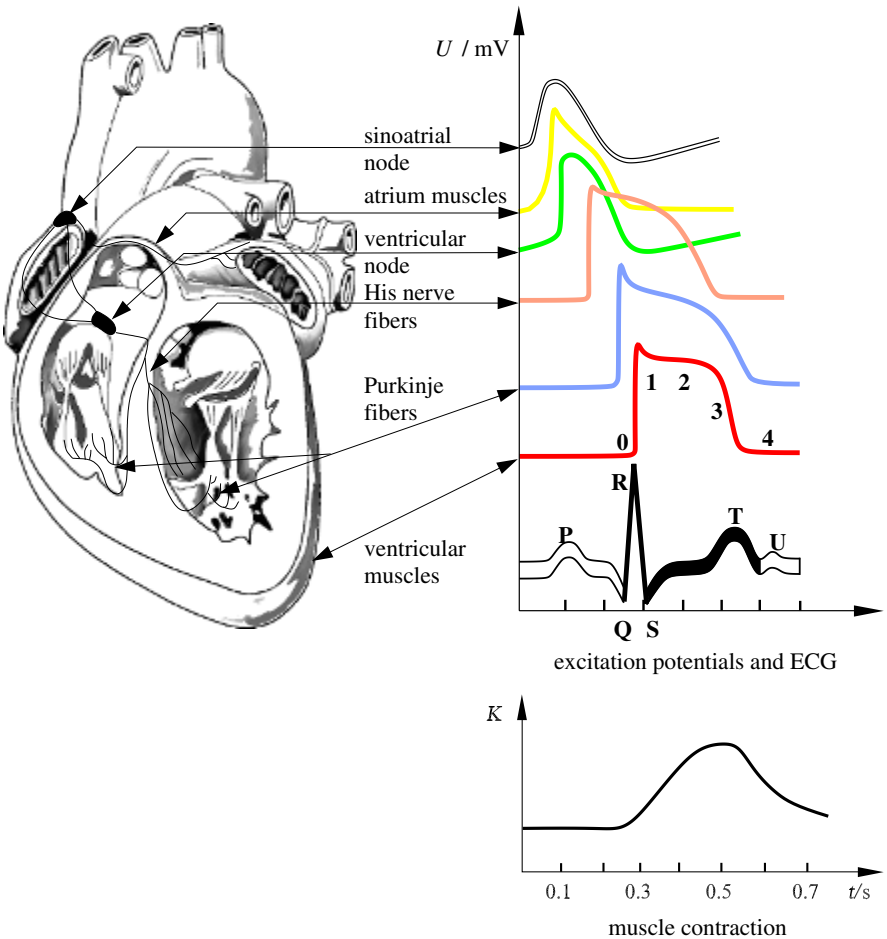 U / mV
sinoatrial
node
atrium muscles
ventricular
node
His nerve
fibers
Purkinje
fibers
ventricular
muscles
1
2
3
0
4
R
P
T
U
Q S
excitation potentials and ECG
K
0.1 0.3 0.5 0.7 t/s
muscle contraction